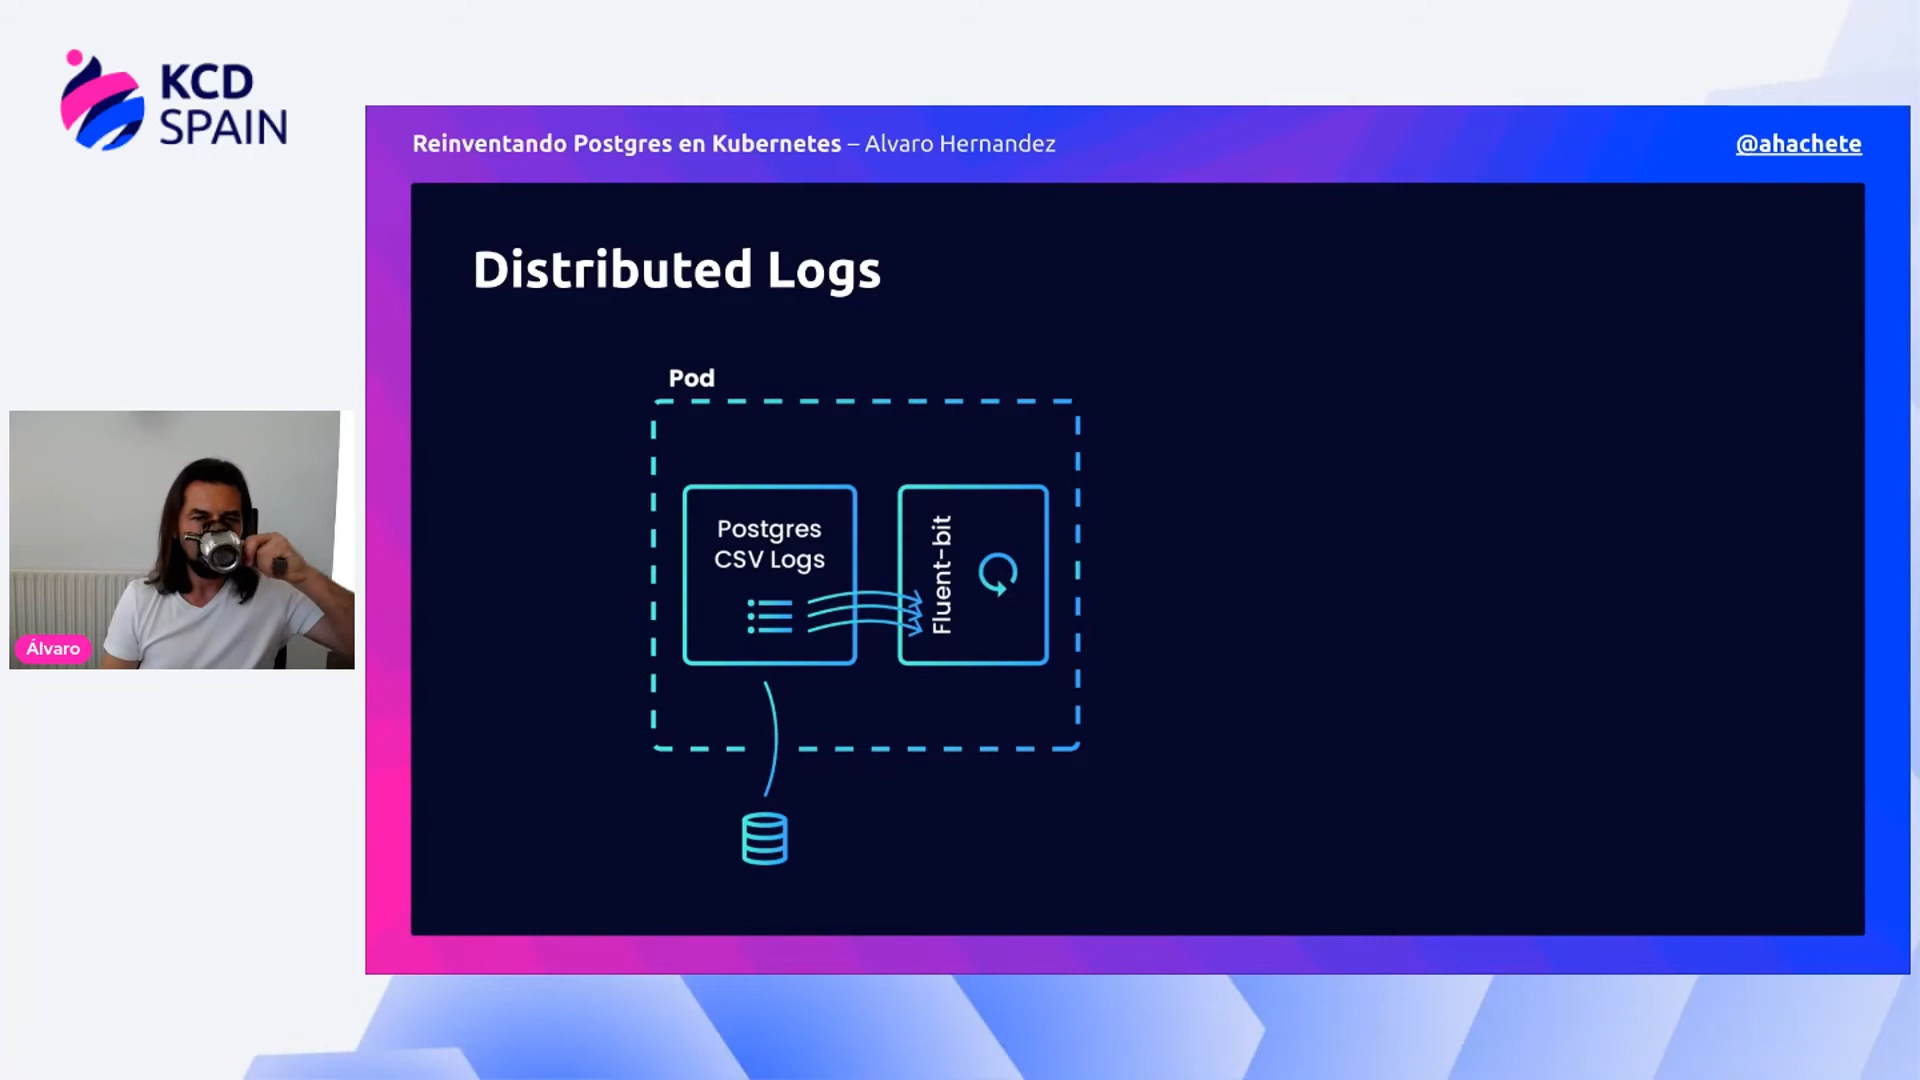 KCD
SPAIN
Reinventando Postgres en Kubernetes – Alvaro Hernandez
@ahachete
Distributed Logs
Pod
Postgres
CSV Logs
Fluent-bit
Álvaro